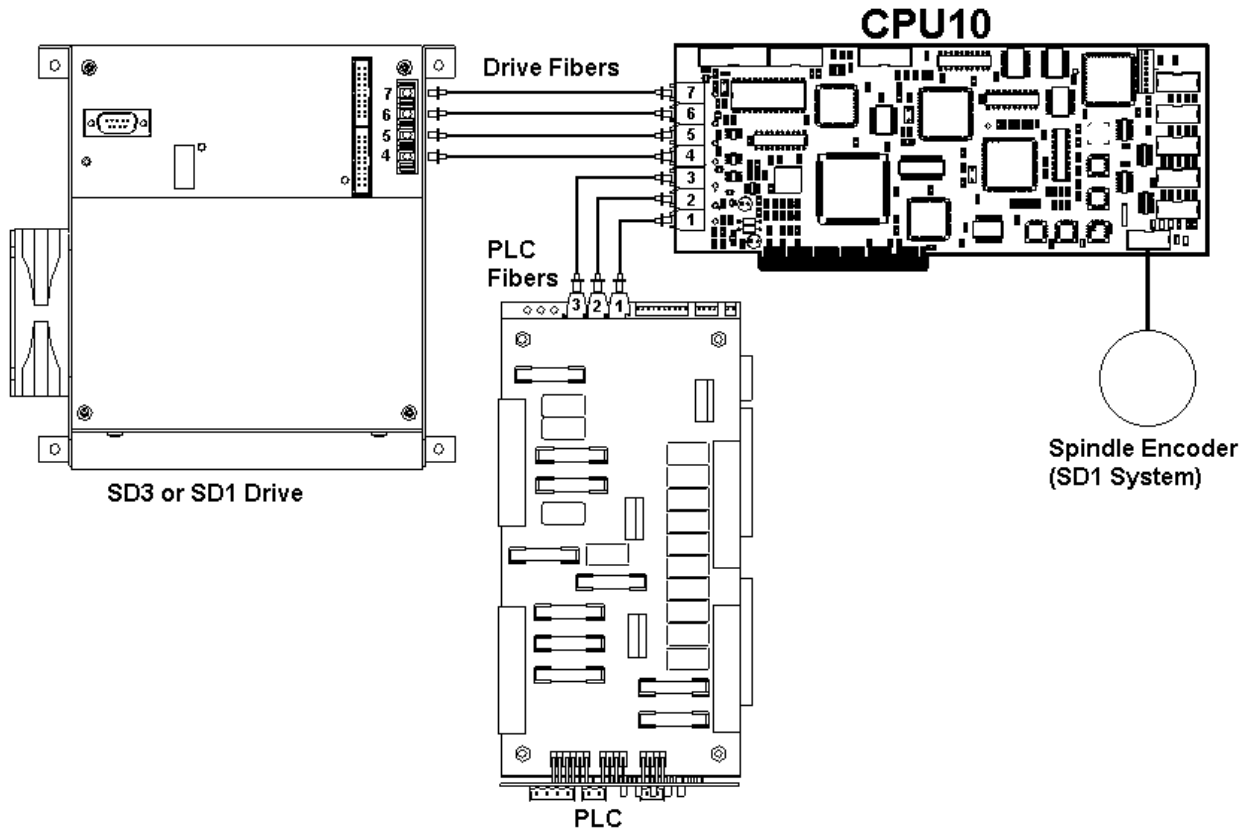 CPU10
Drive Fibers
7
6
5
4
7
6
5
4
3
2
1
PLC
Fibers
3 2 1
Spindle Encoder
(SD1 System)
SD3 or SD1 Drive
PLC